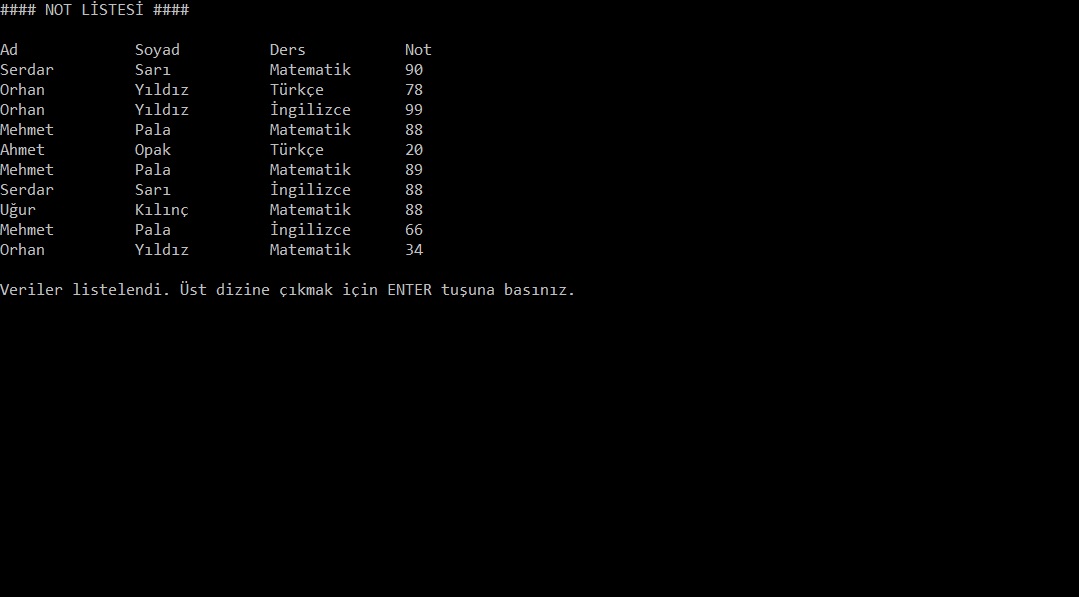 #### NOT LİSTESİ ####
Ad Soyad Ders Not
Serdar Sarı Matematik 90
Orhan Yıldız Türkçe 78
Orhan Yıldız İngilizce 99
Mehmet Pala Matematik 88
Ahmet Opak Türkçe 20
Mehmet Pala Matematik 89
Serdar Sarı İngilizce 88
Uğur Kılınç Matematik 88
Mehmet Pala İngilizce 66
Orhan Yıldız Matematik 34
Veriler listelendi. Üst dizine çıkmak için ENTER tuşuna basınız.